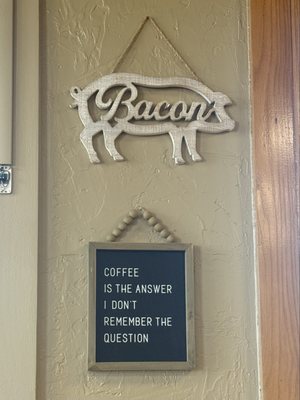 Bacon
COFFEE
IS THE ANSWER
I DON'T
REMEMBER THE
QUESTION